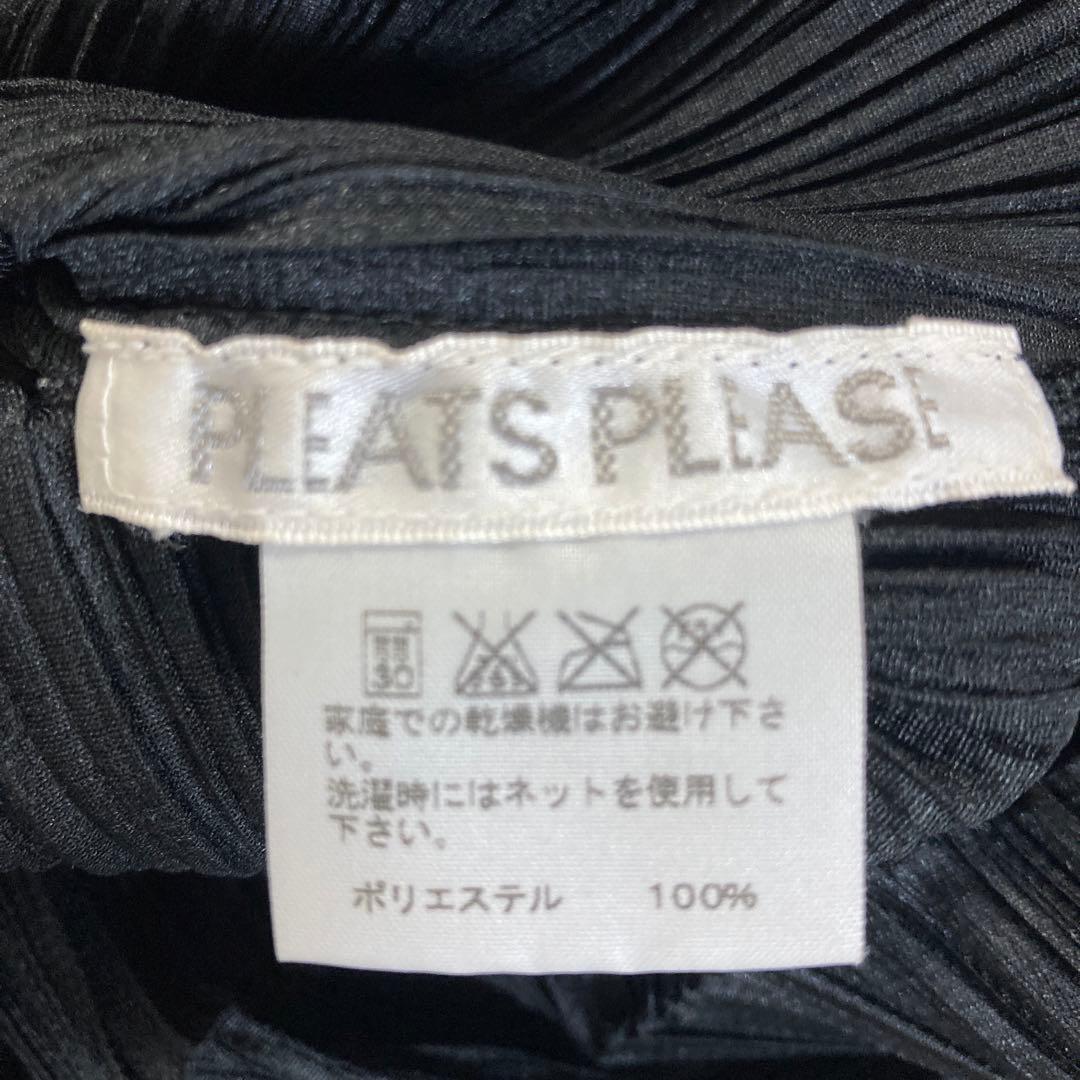 PLEATS PLEASE
30
家庭での乾燥機はお避け下さ
い。
洗濯時にはネットを使用して
下さい。
ポリエステル 100%